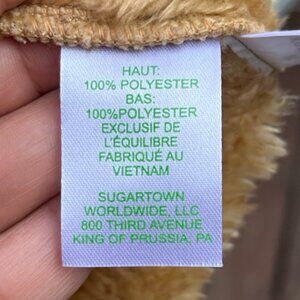 HAUT:
100% POLYESTER
BAS:
100%POLYESTER
EXCLUSIF DE
L'ÉQUILIBRE
FABRIQUÉ AU
VIETNAM
SUGARTOWN
WORLDWIDE, LLC
800 THIRD AVENUE
KING OF PRUSSIA, PA